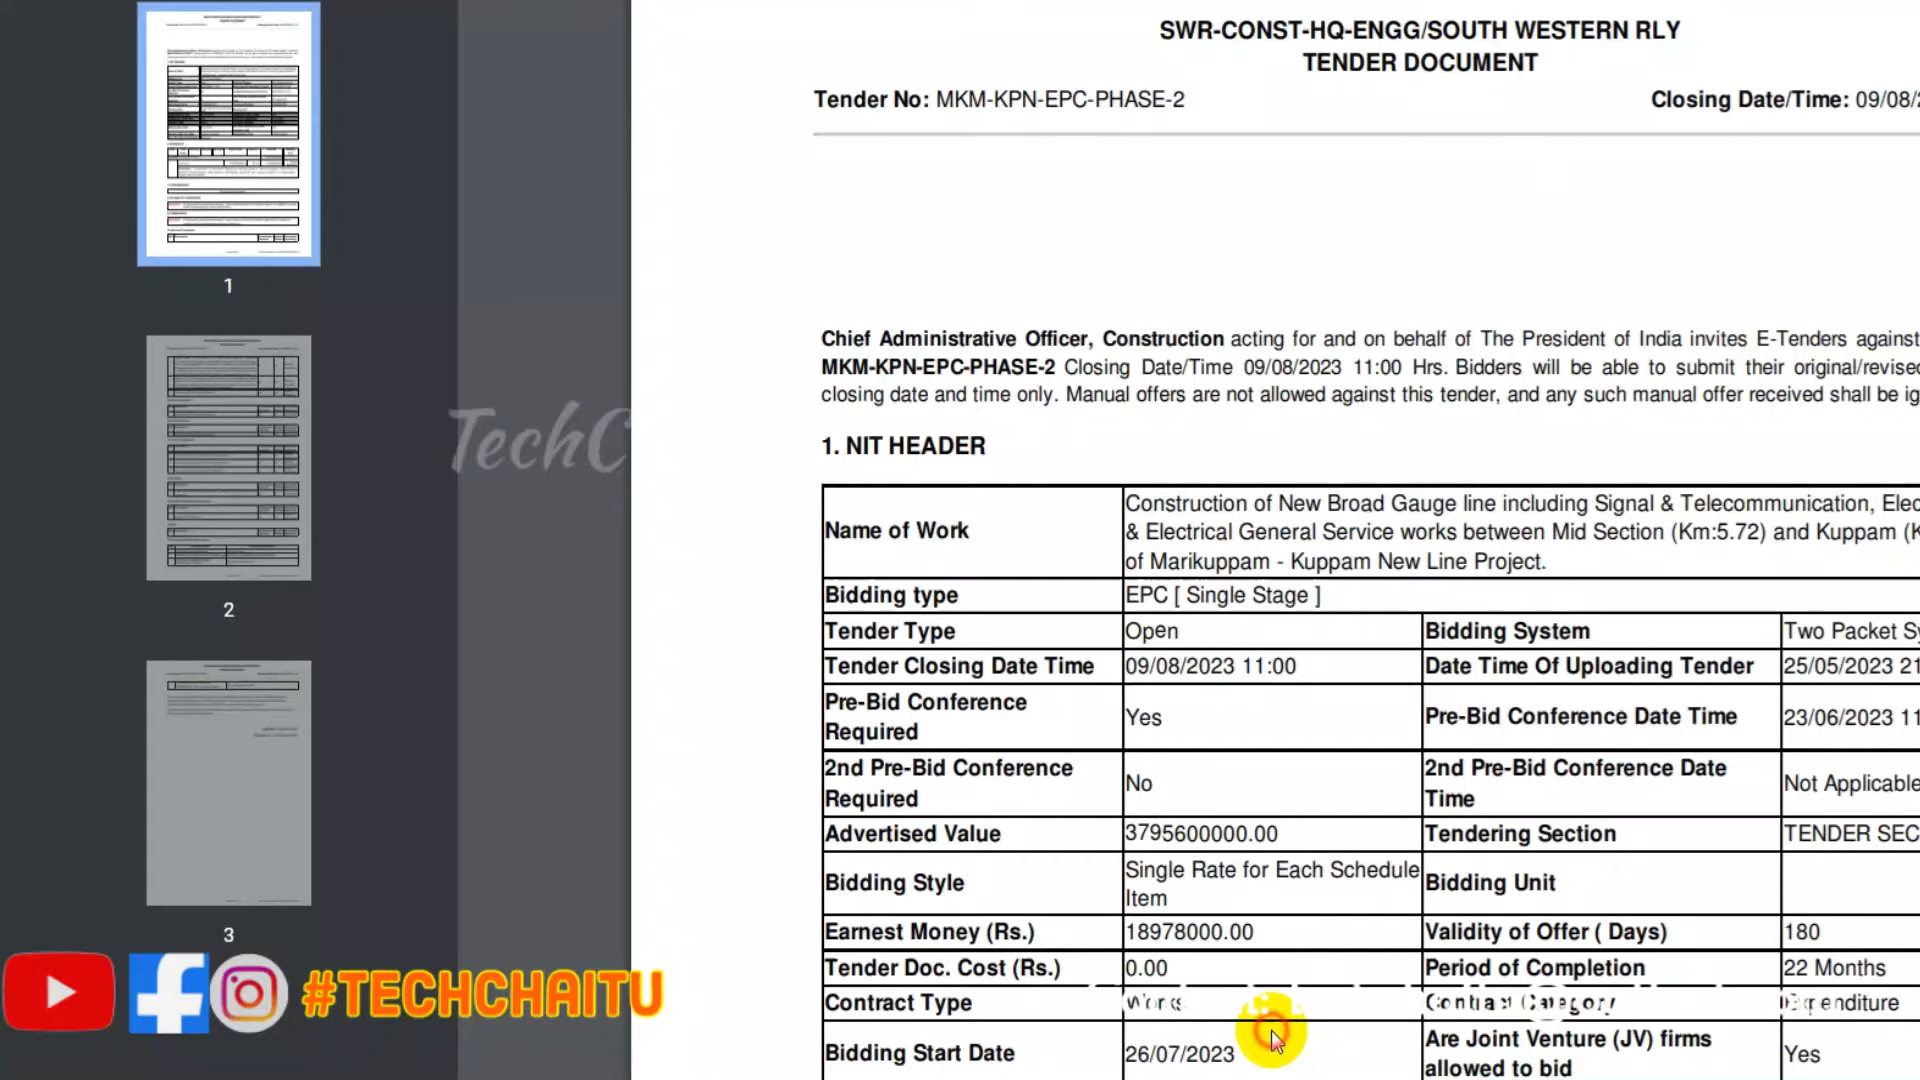 SWR-CONST-HQ-ENGG/SOUTH WESTERN RLY
TENDER DOCUMENT
Tender No: MKM-KPN-EPC-PHASE-2
Closing Date/Time: 09/08/
Chief Administrative Officer, Construction acting for and on behalf of The President of India invites E-Tenders against
MKM-KPN-EPC-PHASE-2 Closing Date/Time 09/08/2023 11:00 Hrs. Bidders will be able to submit their original/revised
closing date and time only. Manual offers are not allowed against this tender, and any such manual offer received shall be ig
1. NIT HEADER
Name of Work
Construction of New Broad Gauge line including Signal & Telecommunication, Elec
& Electrical General Service works between Mid Section (Km:5.72) and Kuppam (K
of Marikuppam - Kuppam New Line Project.
Bidding type EPC [ Single Stage ]
Tender Type Open Bidding System Two Packet Sy
Tender Closing Date Time 09/08/2023 11:00 Date Time Of Uploading Tender 25/05/2023 21
Pre-Bid Conference
Required
Yes Pre-Bid Conference Date Time 23/06/2023 11
2nd Pre-Bid Conference
Required
No
2nd Pre-Bid Conference Date
Time
Not Applicable
Advertised Value 3795600000.00 Tendering Section TENDER SEC
Bidding Style
Single Rate for Each Schedule
Item
Bidding Unit
Earnest Money (Rs.) 18978000.00 Validity of Offer ( Days) 180
Tender Doc. Cost (Rs.) 0.00 Period of Completion 22 Months
Contract Type Works Contract Category Expenditure
Bidding Start Date 26/07/2023
Are Joint Venture (JV) firms
allowed to bid
Yes
1
2
3
TechC
#TECHCHAITU